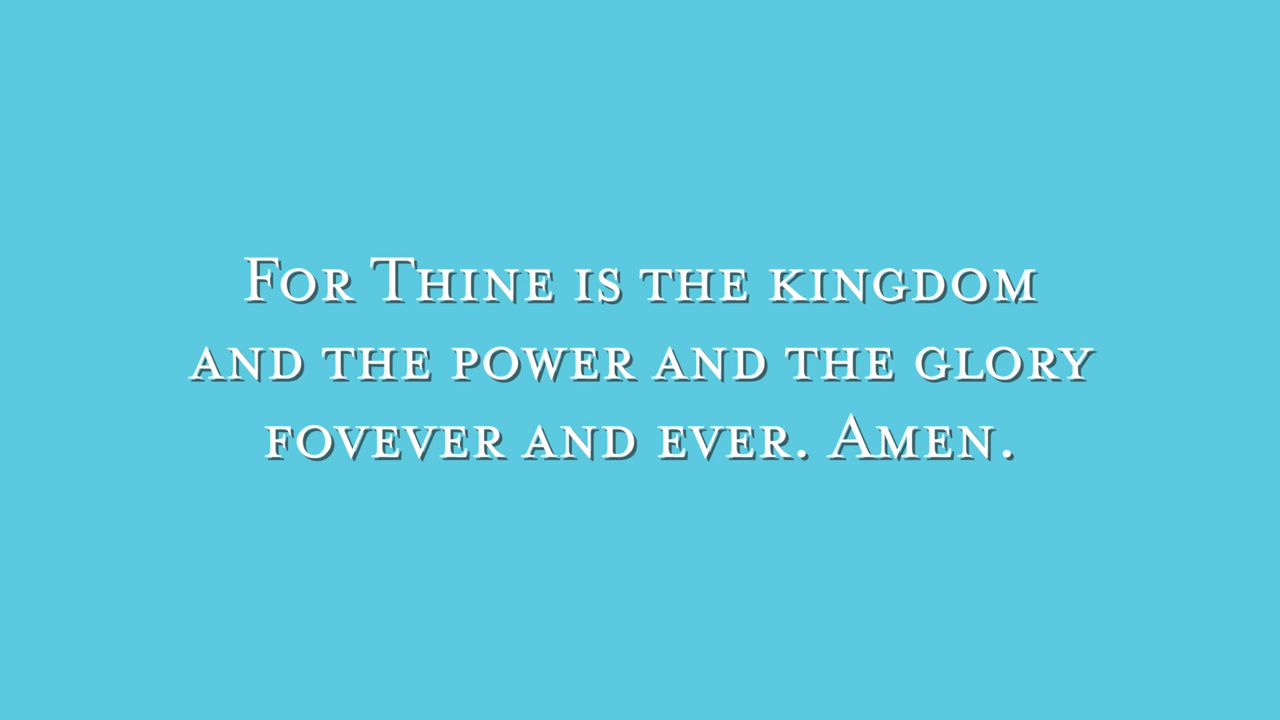 For Thine is the kingdom
and the power and the glory
fovever and ever. Amen.